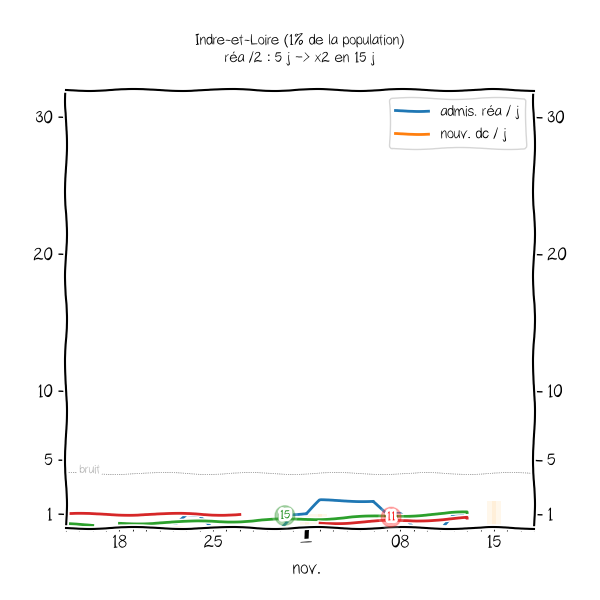 Indre-et-Loire (1% de la population)
réa /2 : 5 j -> x2 en 15 j
admis. réa / j
nouv. dc / j
30 30
20 20
10 10
5 5
bruit
1 1
15 11
18 25 1 08 15
nov.